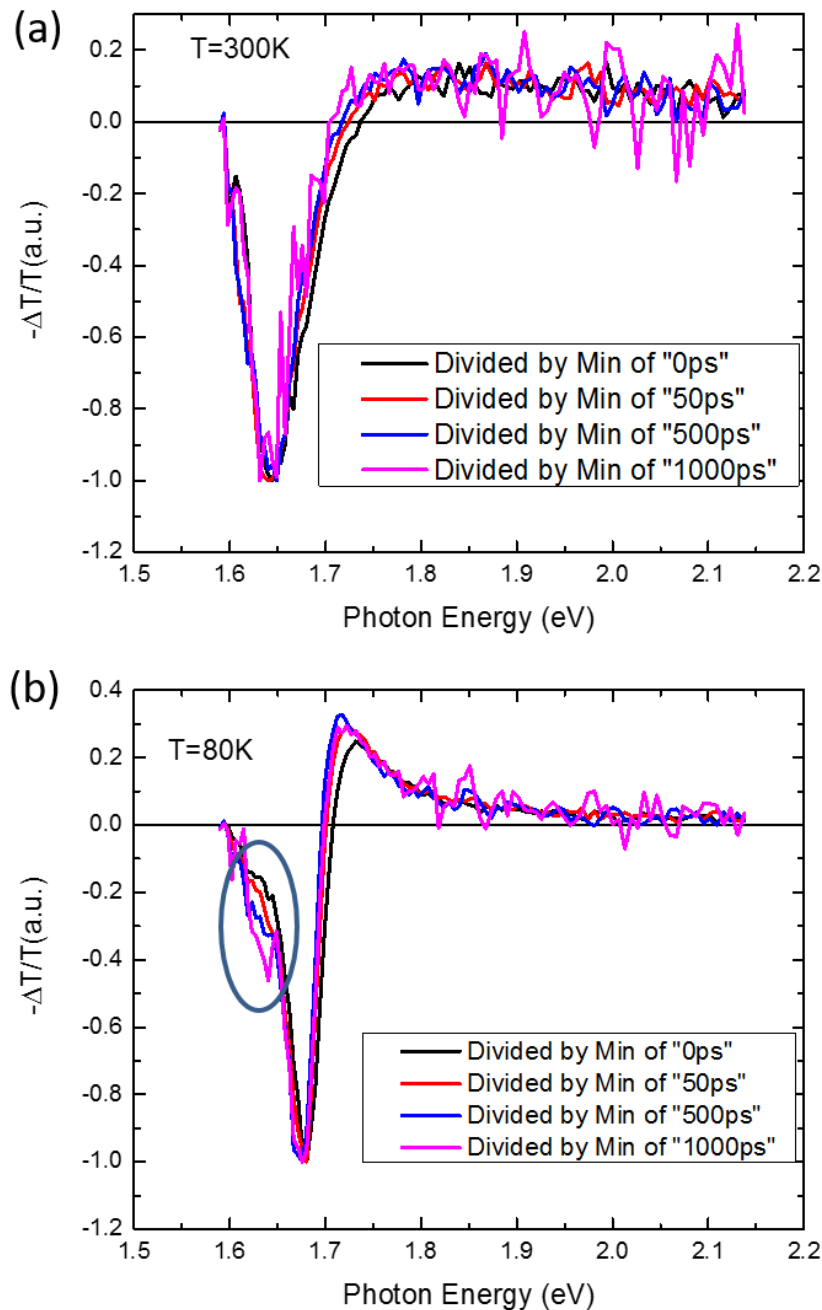 (a)
T=300K
0.2
0.0
-0.2
-0.4
-0.6
-0.8
-1.0
-1.2
-ΔT/T(a.u.)
Divided by Min of "0ps"
Divided by Min of "50ps"
Divided by Min of "500ps"
Divided by Min of "1000ps"
1.5 1.6 1.7 1.8 1.9 2.0 2.1 2.2
Photon Energy (eV)
(b)
T=80K
0.4
0.2
0.0
-0.2
-0.4
-0.6
-0.8
-1.0
-1.2
-ΔT/T(a.u.)
Divided by Min of "0ps"
Divided by Min of "50ps"
Divided by Min of "500ps"
Divided by Min of "1000ps"
1.5 1.6 1.7 1.8 1.9 2.0 2.1 2.2
Photon Energy (eV)